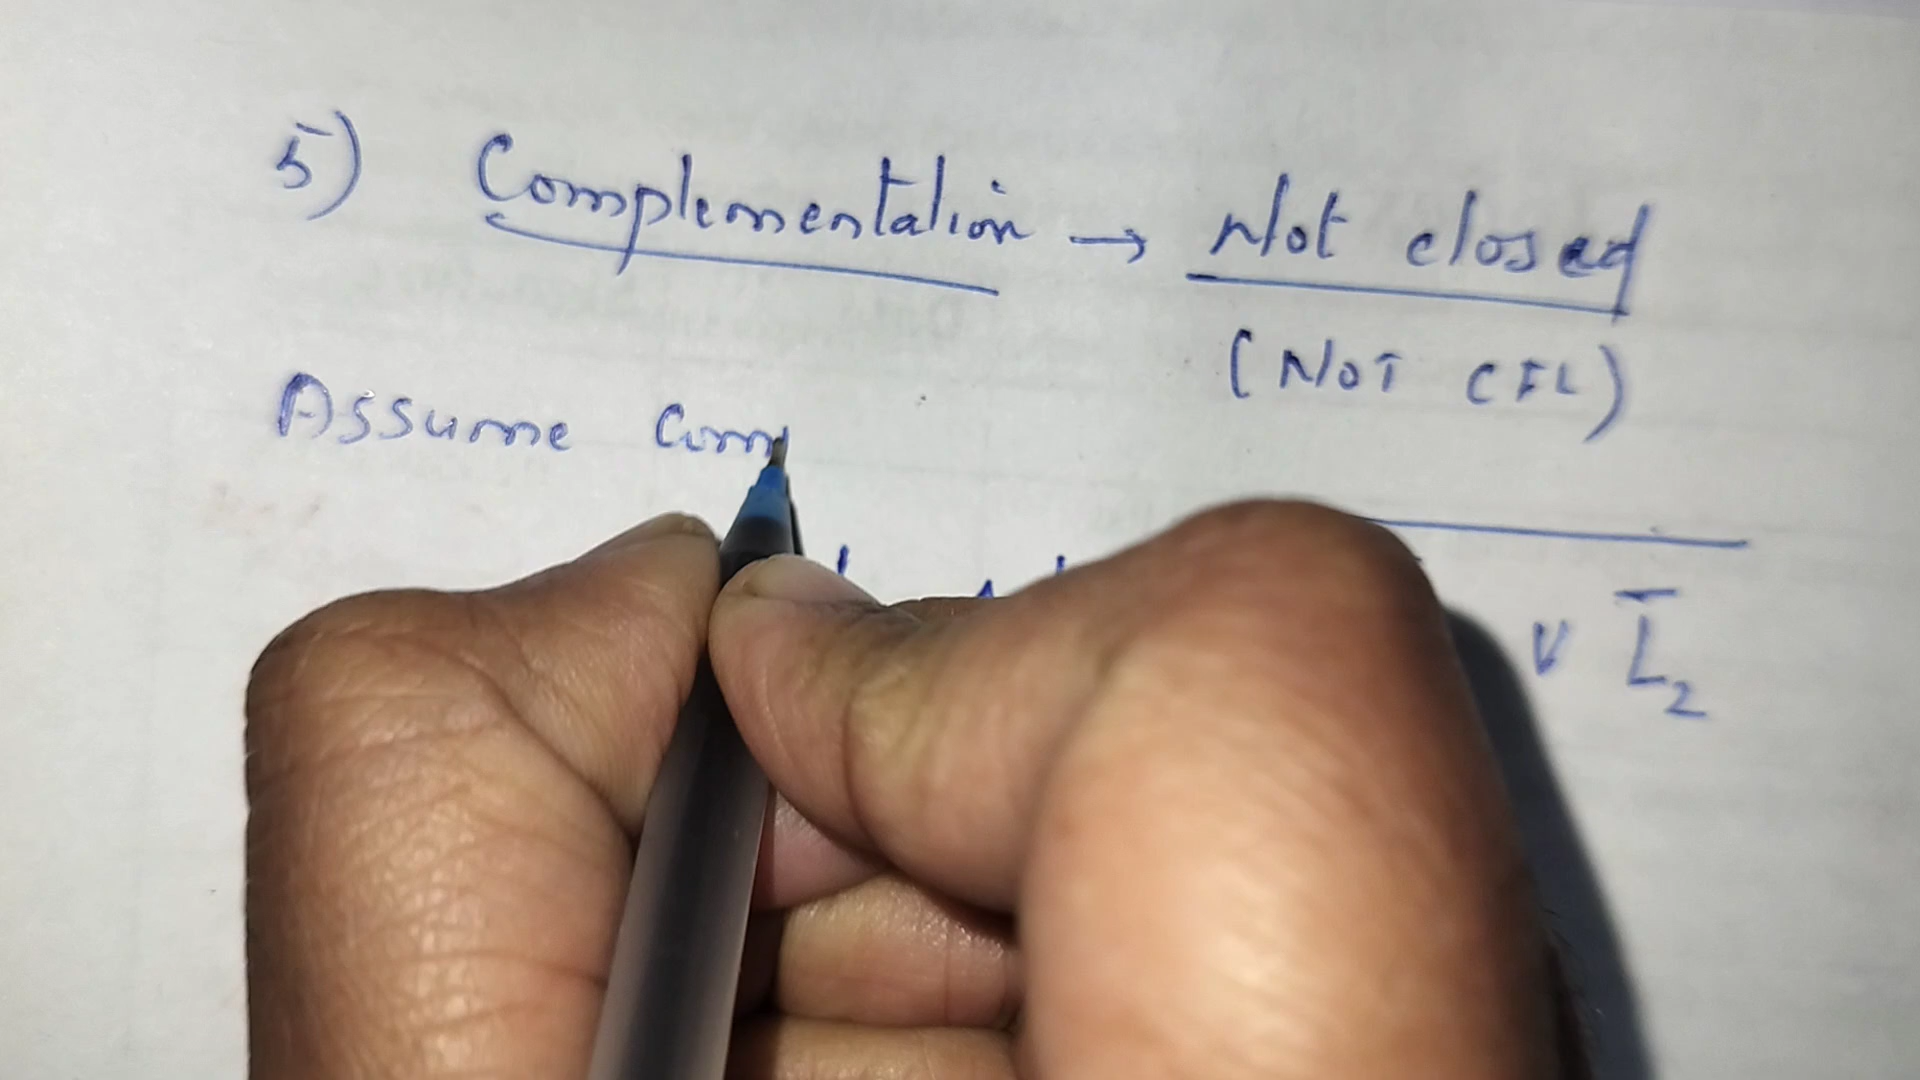 5) Complementation → Not closed
(NOT CFL)
Assume Com
∪ L̅₂